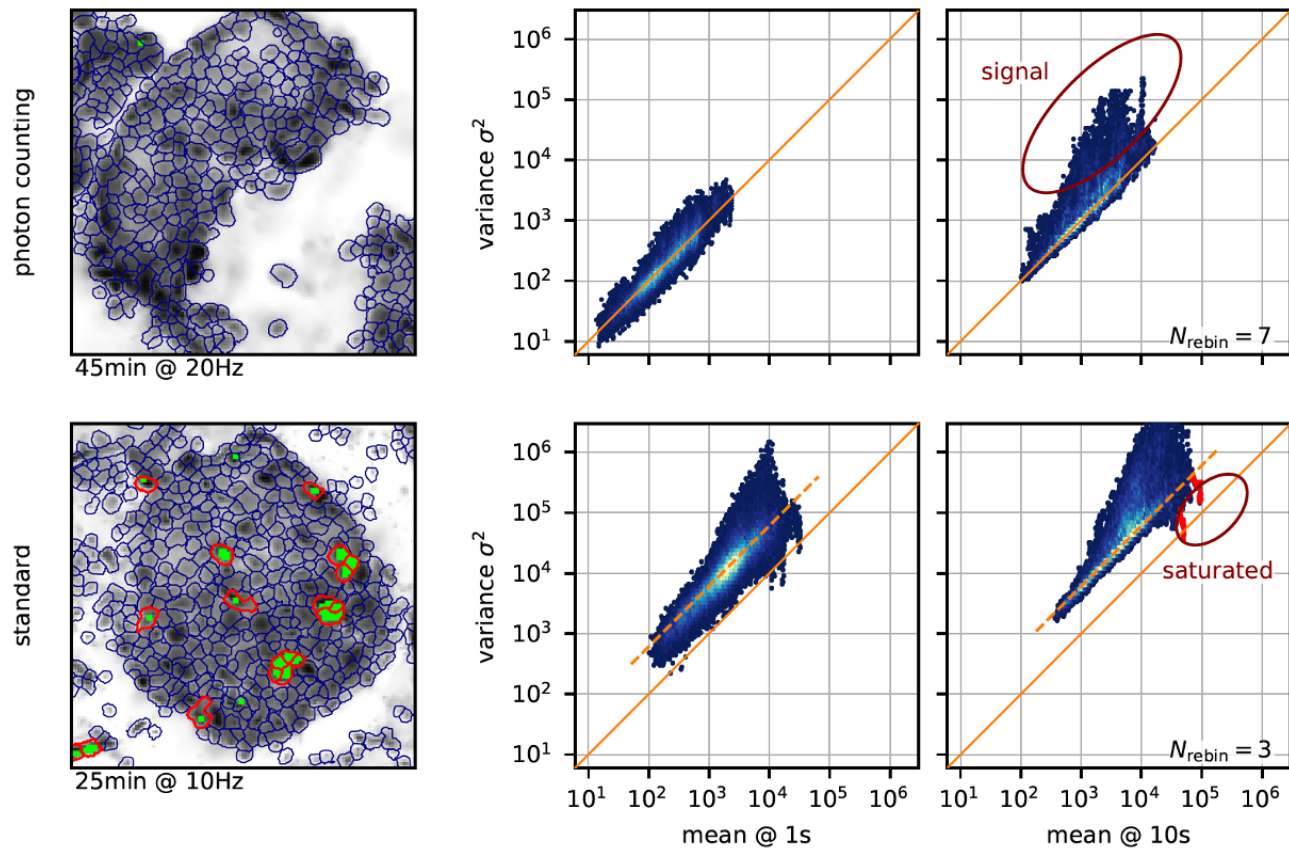 photon counting
45min @ 20Hz
variance σ²
10⁶
10⁵
10⁴
10³
10²
10¹
signal
N_rebin = 7
standard
25min @ 10Hz
variance σ²
10⁶
10⁵
10⁴
10³
10²
10¹
saturated
N_rebin = 3
10¹ 10² 10³ 10⁴ 10⁵ 10⁶
10¹ 10² 10³ 10⁴ 10⁵ 10⁶
mean @ 1s
mean @ 10s